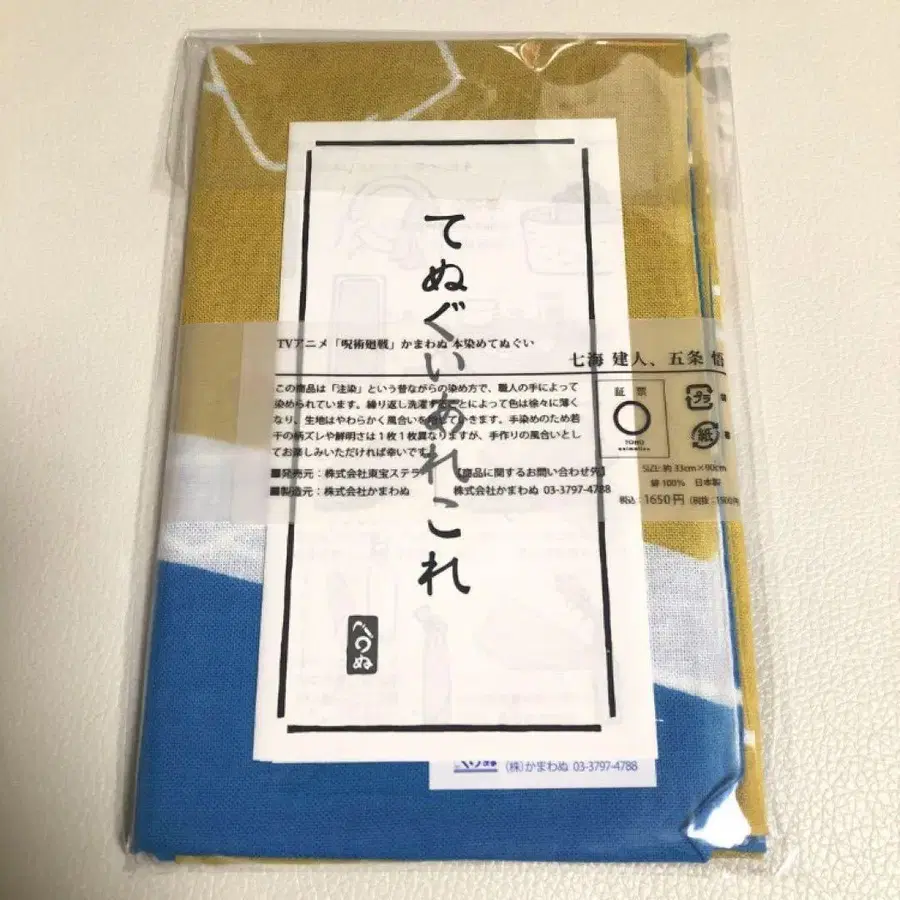 てぬぐいあれこれ
TVアニメ「呪術廻戦」かまわぬ 本染めてぬぐい
七海 建人、五条 悟
この商品は「注染」という昔ながらの染め方で、職人の手によって
染められています。繰り返し洗濯することによって色は徐々に薄く
なり、生地はやわらかく風合いを増していきます。手染めのため若
干の柄ズレや鮮明さは1枚1枚異なりますが、手作りの風合いとし
てお楽しみいただければ幸いです。
■発売元：株式会社東宝ステラ
【商品に関するお問い合わせ先】
■製造元：株式会社かまわぬ
株式会社かまわぬ 03-3797-4788
証 票
TOHO
animation
プラ
紙
SIZE: 約 33cm×90cm
綿 100% 日本製
税込：1650円（税抜：1500円
ぬ
(株)かまわぬ 03-3797-4788